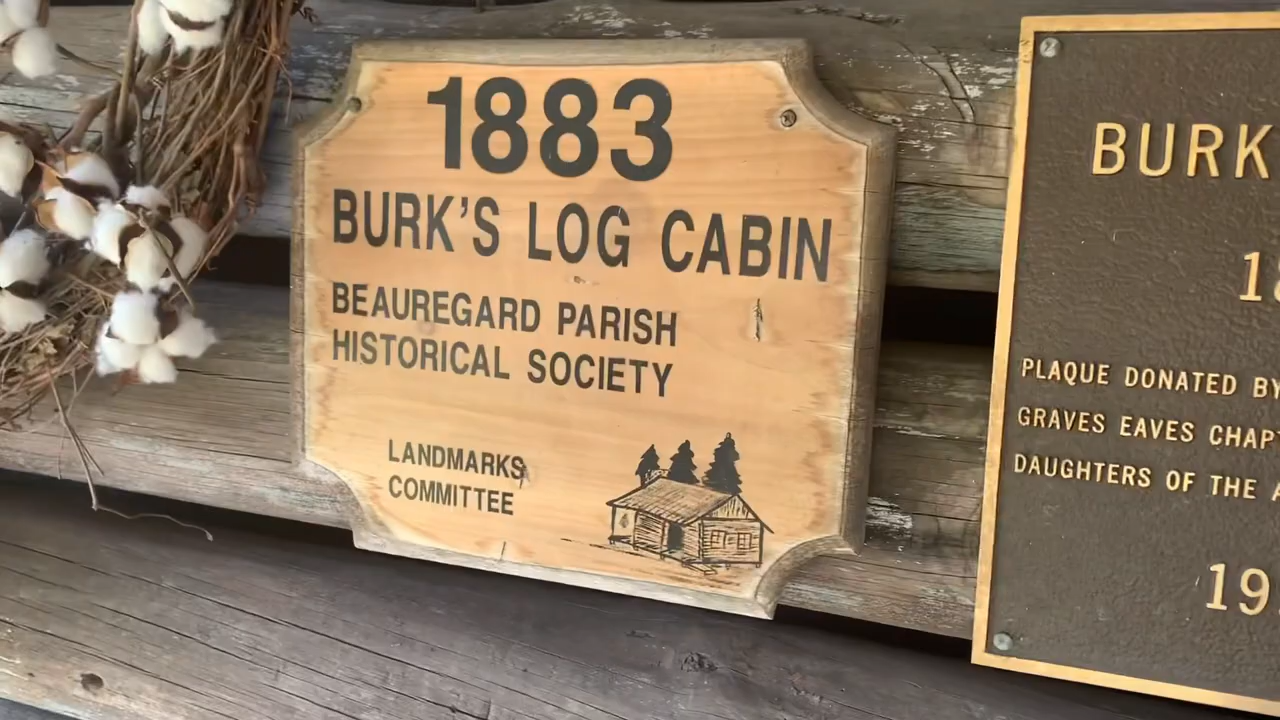 1883
BURK'S LOG CABIN
BEAUREGARD PARISH
HISTORICAL SOCIETY
LANDMARKS
COMMITTEE
BURK
PLAQUE DONATED BY
GRAVES EAVES
DAUGHTERS OF THE